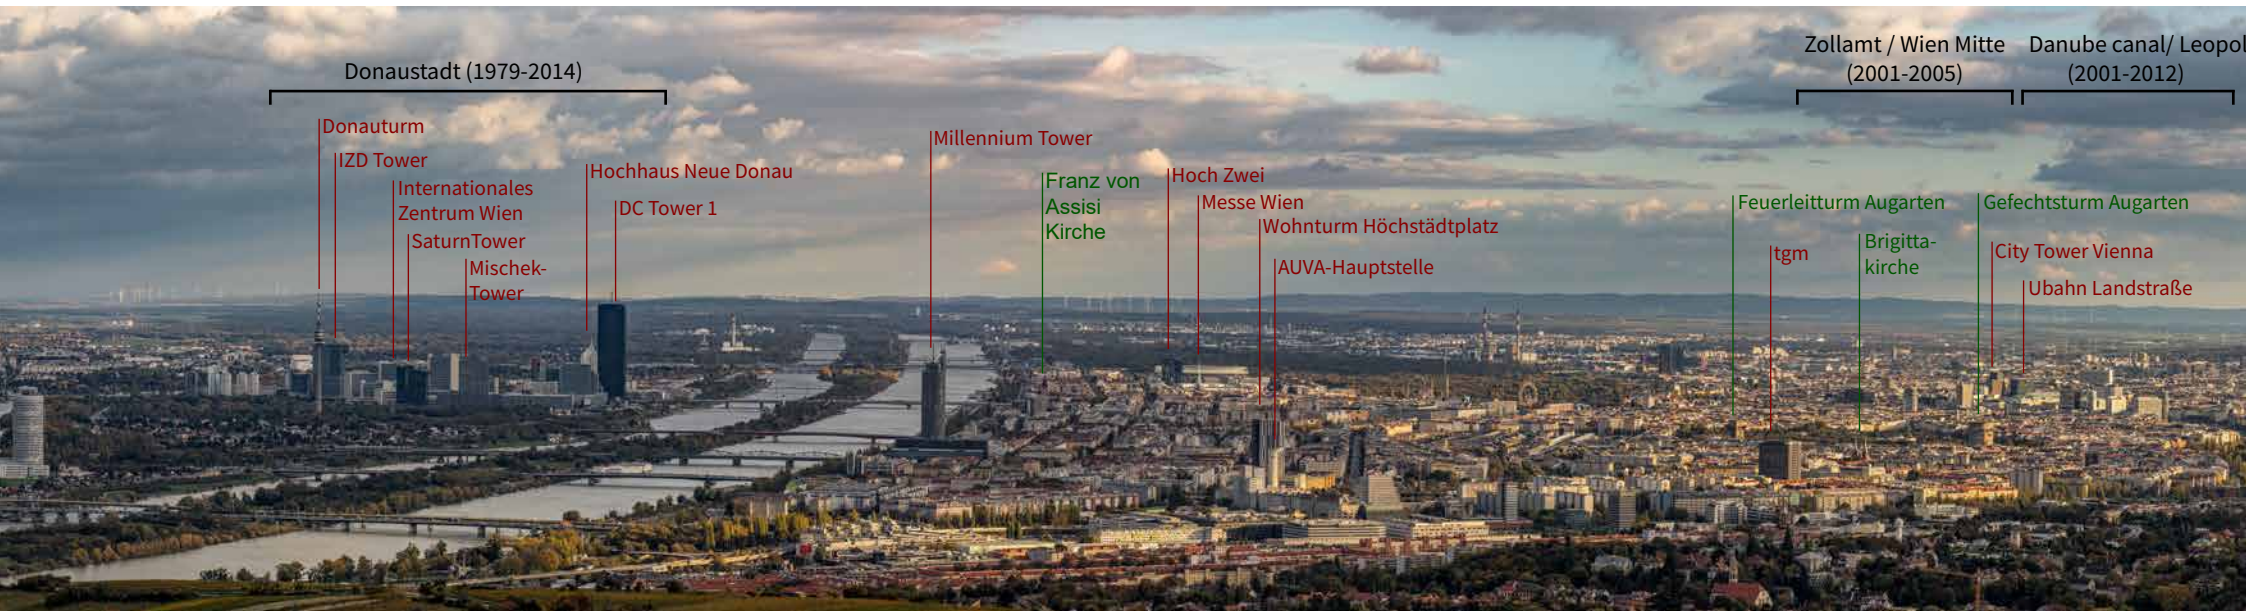 Donaustadt (1979-2014)
Zollamt / Wien Mitte
(2001-2005)
Danube canal/ Leopol
(2001-2012)
Donauturm
IZD Tower
Internationales
Zentrum Wien
SaturnTower
Mischek-
Tower
Hochhaus Neue Donau
DC Tower 1
Millennium Tower
Franz von
Assisi
Kirche
Hoch Zwei
Messe Wien
Wohnturm Höchstädtplatz
AUVA-Hauptstelle
Feuerleitturm Augarten
tgm
Brigitta-
kirche
Gefechtsturm Augarten
City Tower Vienna
Ubahn Landstraße